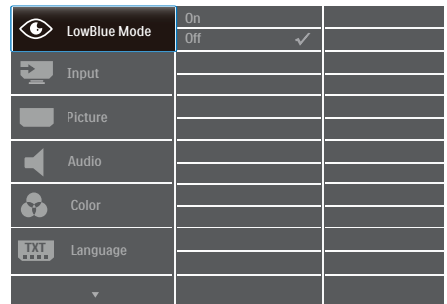 LowBlue Mode
On
Off
Input
Picture
Audio
Color
TXT
Language